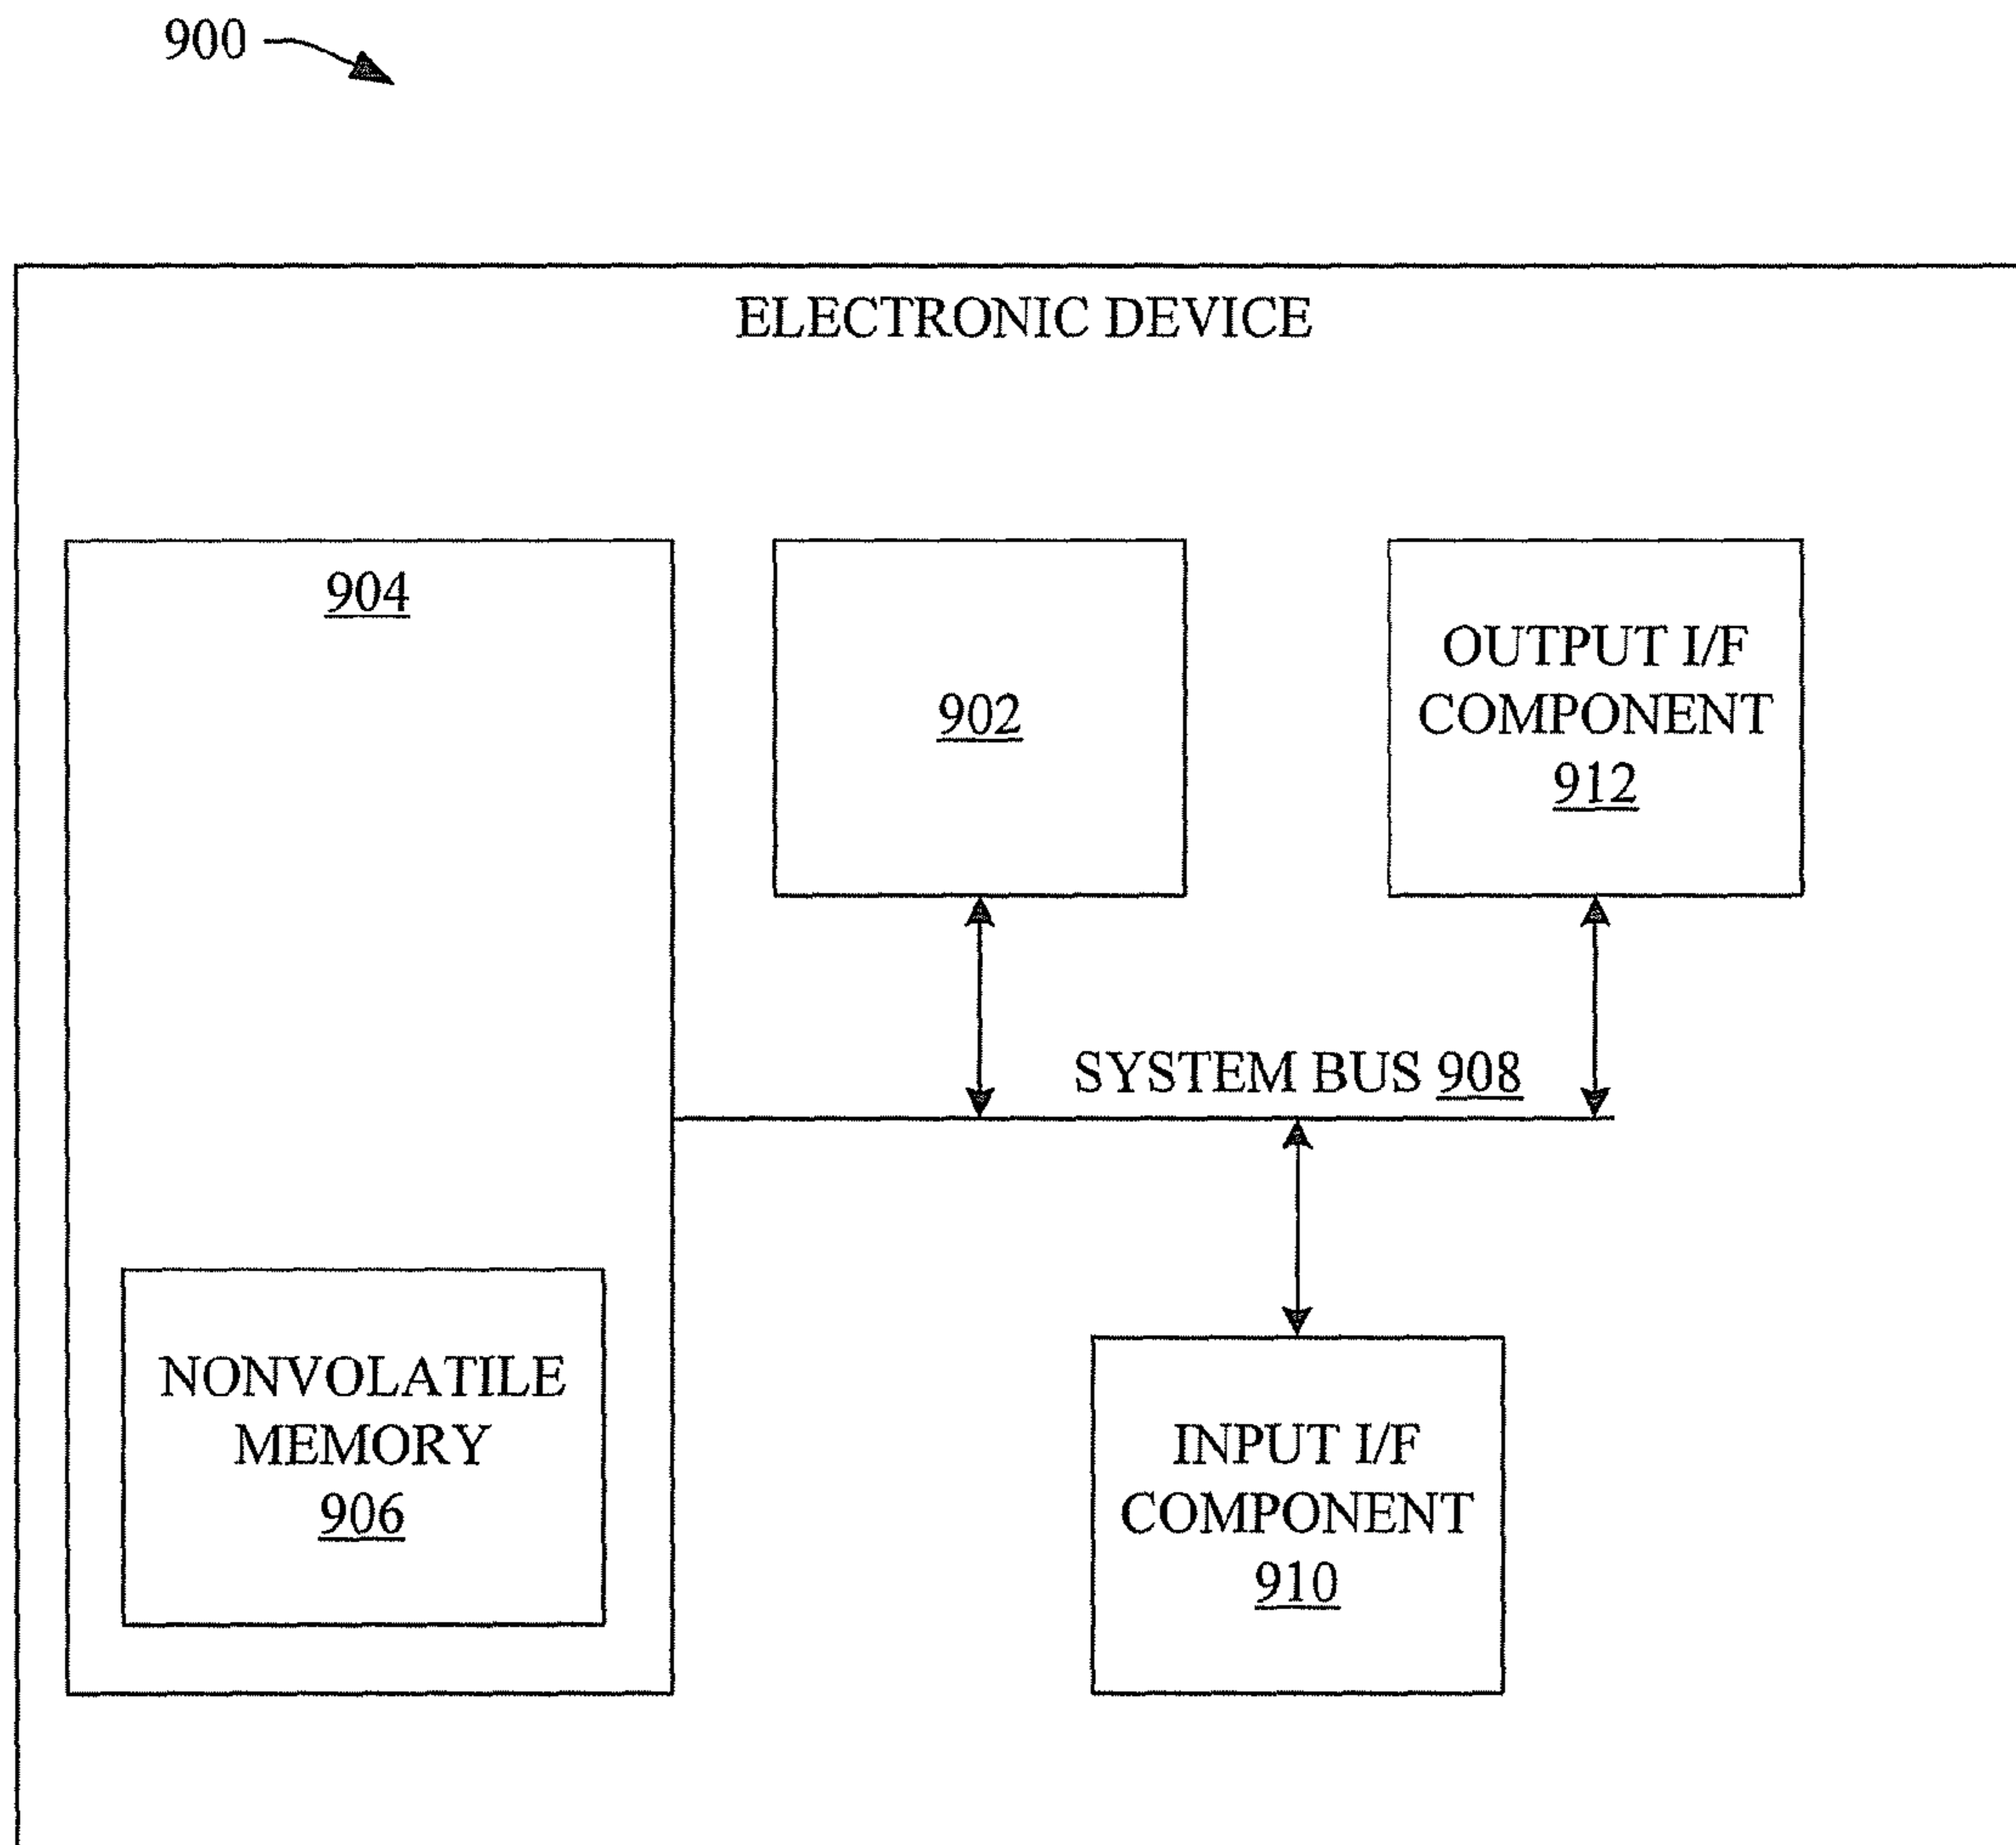 900
ELECTRONIC DEVICE
904
902
OUTPUT I/F
COMPONENT
912
SYSTEM BUS 908
NONVOLATILE
MEMORY
906
INPUT I/F
COMPONENT
910